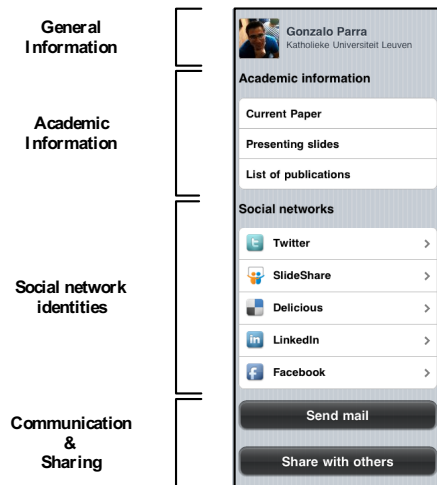 General
Information
Gonzalo Parra
Katholieke Universiteit Leuven
Academic
Information
Academic information
Current Paper
Presenting slides
List of publications
Social network
identities
Social networks
Twitter
SlideShare
Delicious
LinkedIn
Facebook
Communication
&
Sharing
Send mail
Share with others